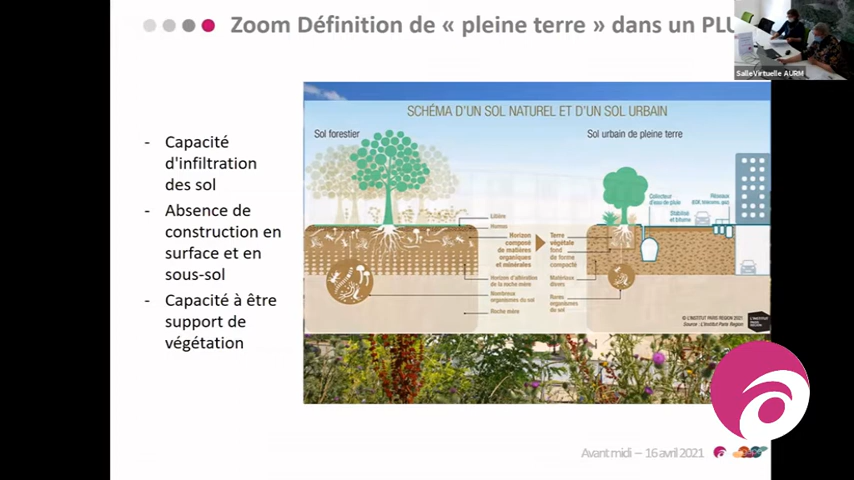 Zoom Définition de « pleine terre » dans un PLU
SalleVirtuelle AURM
- Capacité
d'infiltration
des sol
- Absence de
construction en
surface et en
sous-sol
- Capacité à être
support de
végétation
SCHÉMA D'UN SOL NATUREL ET D'UN SOL URBAIN
Sol forestier
Sol urbain de pleine terre
Litière
Humus
Horizon
composé
de matières
organiques
et minérales
Horizon d'altération
de la roche mère
Nombreux
organismes du sol
Roche mère
Terre
végétale
fond
de forme
compacté
Matériaux
divers
Rares
organismes
du sol
Collecteur
d'eau de pluie
Stabilisé
et bitume
Réseaux
© L'INSTITUT PARIS REGION 2021
Source : L'Institut Paris Region
L'INSTITUT
PARIS
REGION
Avant midi – 16 avril 2021